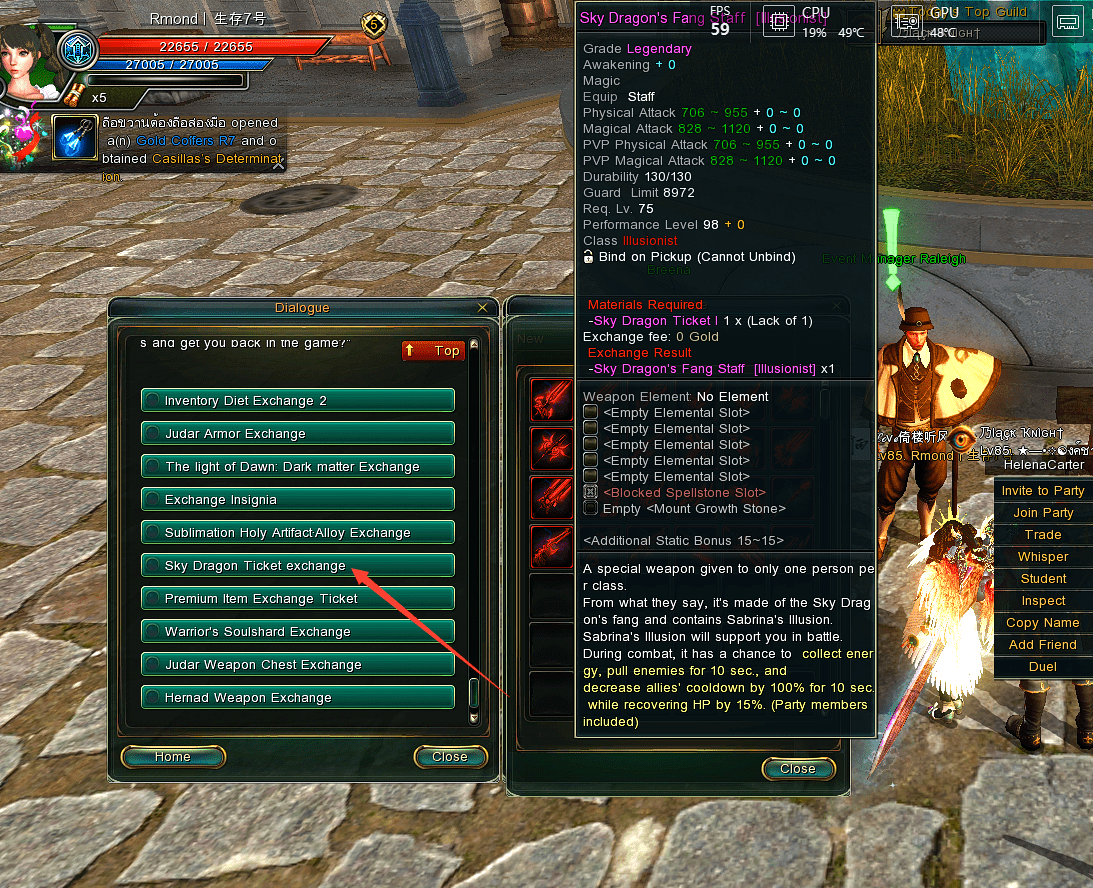 Rmond | 生存7号
22655 / 22655
27005 / 27005
x5
5
ถือขวานต้องถือสองมือ opened
a(n) Gold Coffers R7 and o
btained Casillas's Determinat
ion.
FPS
59
CPU
19% 49℃
GPU
48℃
Top Guild
Sky Dragon's Fang Staff [Illusionist]
Grade Legendary
Awakening + 0
Magic
Equip Staff
Physical Attack 706 ~ 955 + 0 ~ 0
Magical Attack 828 ~ 1120 + 0 ~ 0
PVP Physical Attack 706 ~ 955 + 0 ~ 0
PVP Magical Attack 828 ~ 1120 + 0 ~ 0
Durability 130/130
Guard Limit 8972
Req. Lv. 75
Performance Level 98 + 0
Class Illusionist
Bind on Pickup (Cannot Unbind)
Breena
Materials Required
-Sky Dragon Ticket I 1 x (Lack of 1)
Exchange fee: 0 Gold
Exchange Result
-Sky Dragon's Fang Staff [Illusionist] x1
Weapon Element: No Element
<Empty Elemental Slot>
<Empty Elemental Slot>
<Empty Elemental Slot>
<Empty Elemental Slot>
<Empty Elemental Slot>
<Blocked Spellstone Slot>
Empty <Mount Growth Stone>
<Additional Static Bonus 15~15>
A special weapon given to only one person pe
r class.
From what they say, it's made of the Sky Drag
on's fang and contains Sabrina's Illusion.
Sabrina's Illusion will support you in battle.
During combat, it has a chance to collect ener
gy, pull enemies for 10 sec., and
decrease allies' cooldown by 100% for 10 sec.
while recovering HP by 15%. (Party members
included)
Event Manager Raleigh
Dialogue
s and get you back in the game?"
Top
Inventory Diet Exchange 2
Judar Armor Exchange
The light of Dawn: Dark matter Exchange
Exchange Insignia
Sublimation Holy Artifact·Alloy Exchange
Sky Dragon Ticket exchange
Premium Item Exchange Ticket
Warrior's Soulshard Exchange
Judar Weapon Chest Exchange
Hernad Weapon Exchange
Home
Close
New
Close
倚楼听风
Rmond
Lv85.
HelenaCarter
Invite to Party
Join Party
Trade
Whisper
Student
Inspect
Copy Name
Add Friend
Duel